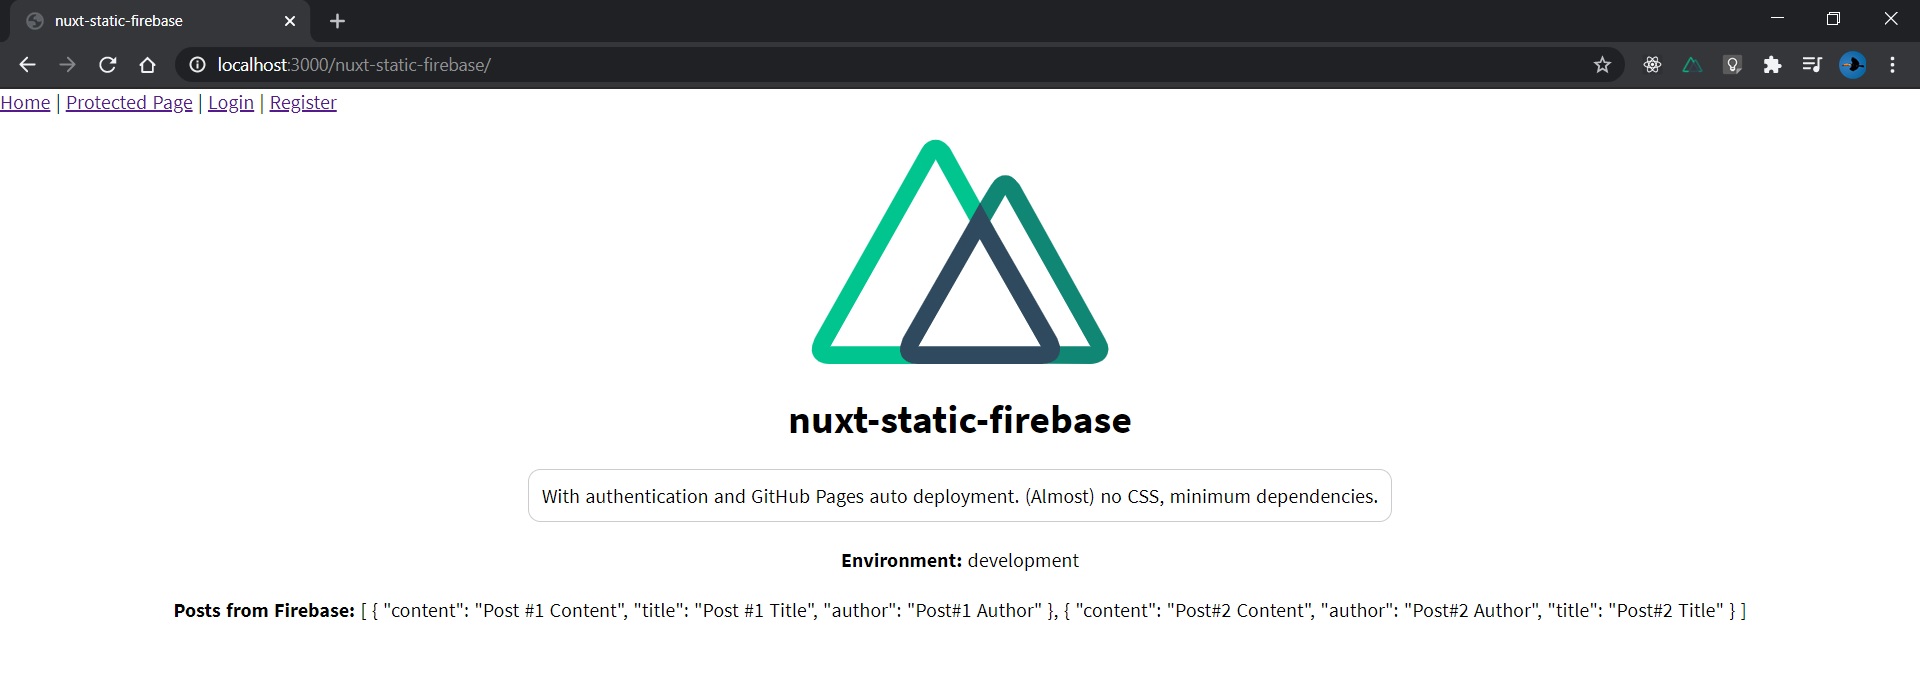 nuxt-static-firebase
localhost:3000/nuxt-static-firebase/
Home | Protected Page | Login | Register
nuxt-static-firebase
With authentication and GitHub Pages auto deployment. (Almost) no CSS, minimum dependencies.
Environment: development
Posts from Firebase: [ { "content": "Post #1 Content", "title": "Post #1 Title", "author": "Post#1 Author" }, { "content": "Post#2 Content", "author": "Post#2 Author", "title": "Post#2 Title" } ]